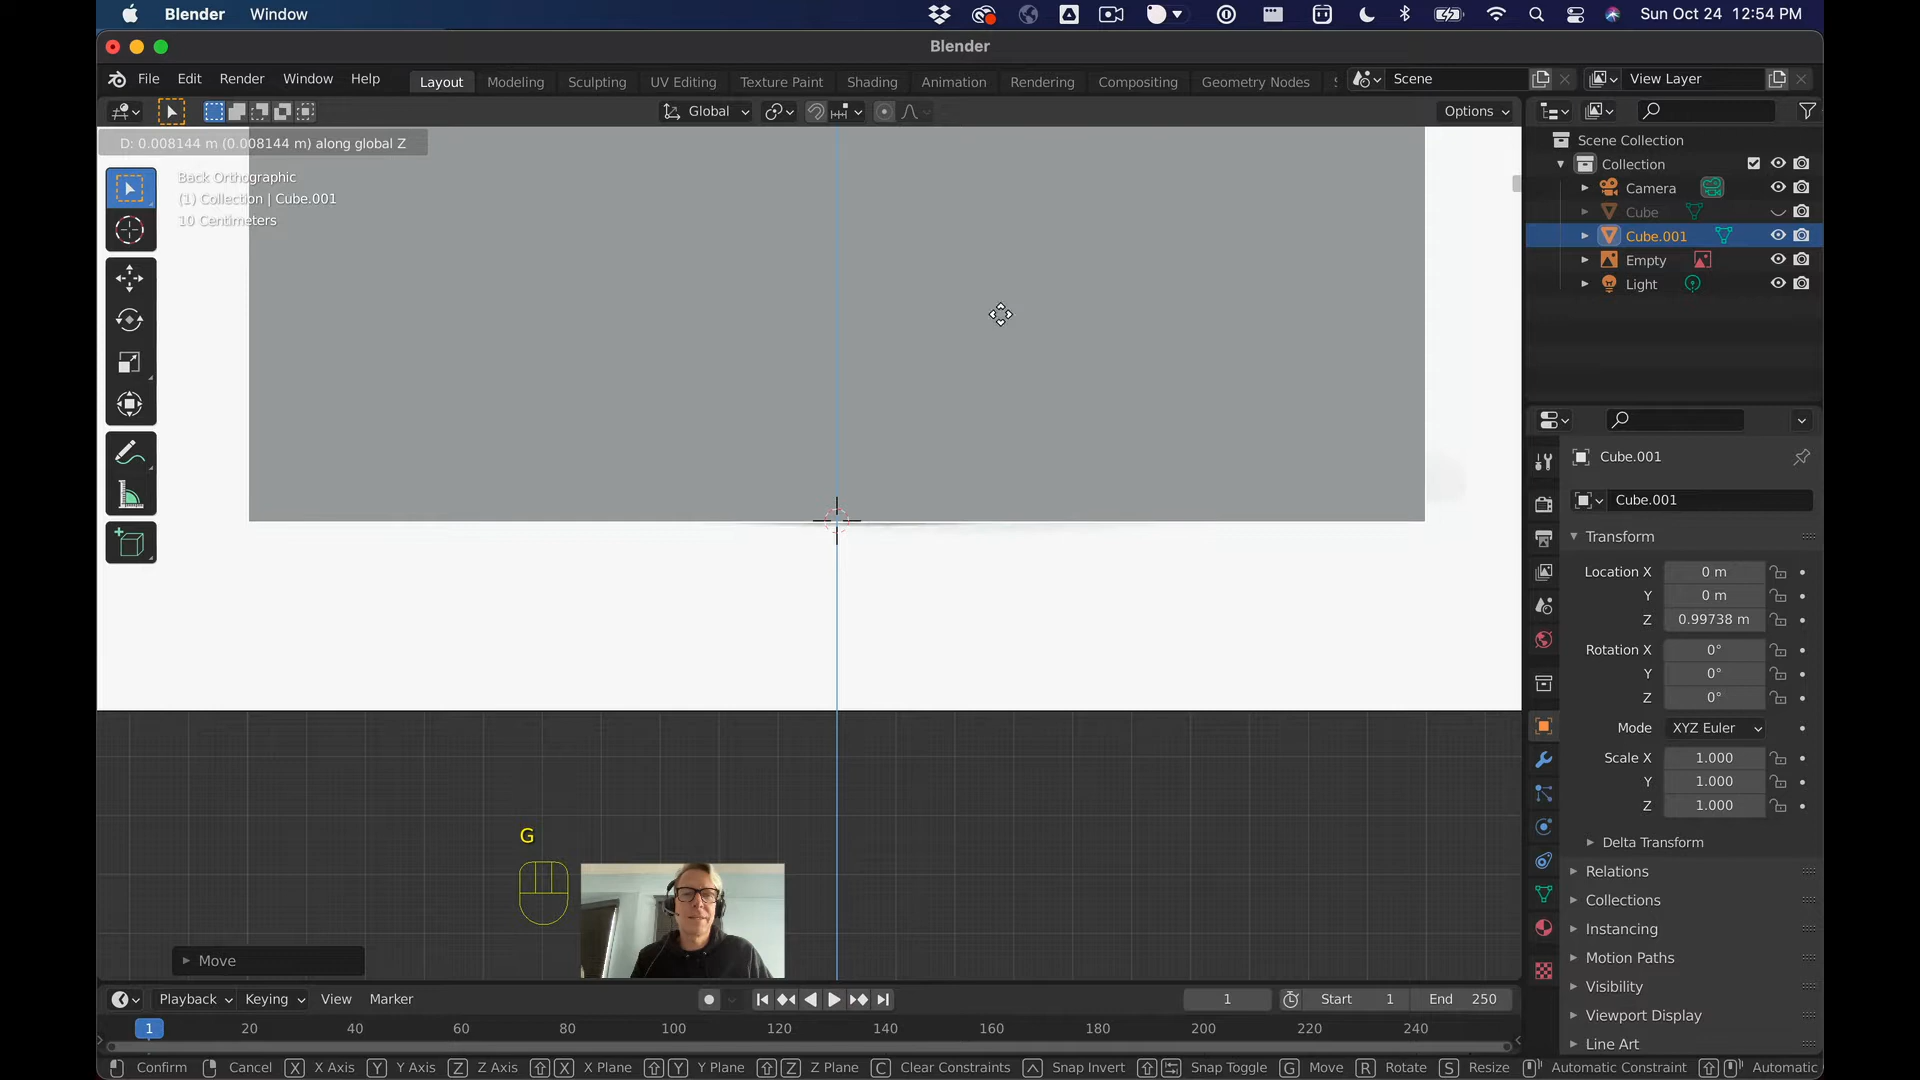 Blender Window Sun Oct 24 12:54 PM
Blender
File Edit Render Window Help Layout Modeling Sculpting UV Editing Texture Paint Shading Animation Rendering Compositing Geometry Nodes Scene View Layer
Global Options
D: 0.008144 m (0.008144 m) along global Z
Back Orthographic
(1) Collection | Cube.001
10 Centimeters
Scene Collection
Collection
Camera
Cube
Cube.001
Empty
Light
Cube.001
Cube.001
Transform
Location X 0 m
Y 0 m
Z 0.99738 m
Rotation X 0°
Y 0°
Z 0°
Mode XYZ Euler
Scale X 1.000
Y 1.000
Z 1.000
Delta Transform
Relations
Collections
Instancing
Motion Paths
Visibility
Viewport Display
Line Art
G
Move
Playback Keying View Marker 1 Start 1 End 250
1 20 40 60 80 100 120 140 160 180 200 220 240
Confirm Cancel X X Axis Y Y Axis Z Z Axis X X Plane Y Y Plane Z Z Plane C Clear Constraints Snap Invert Snap Toggle G Move R Rotate S Resize Automatic Constraint Automatic